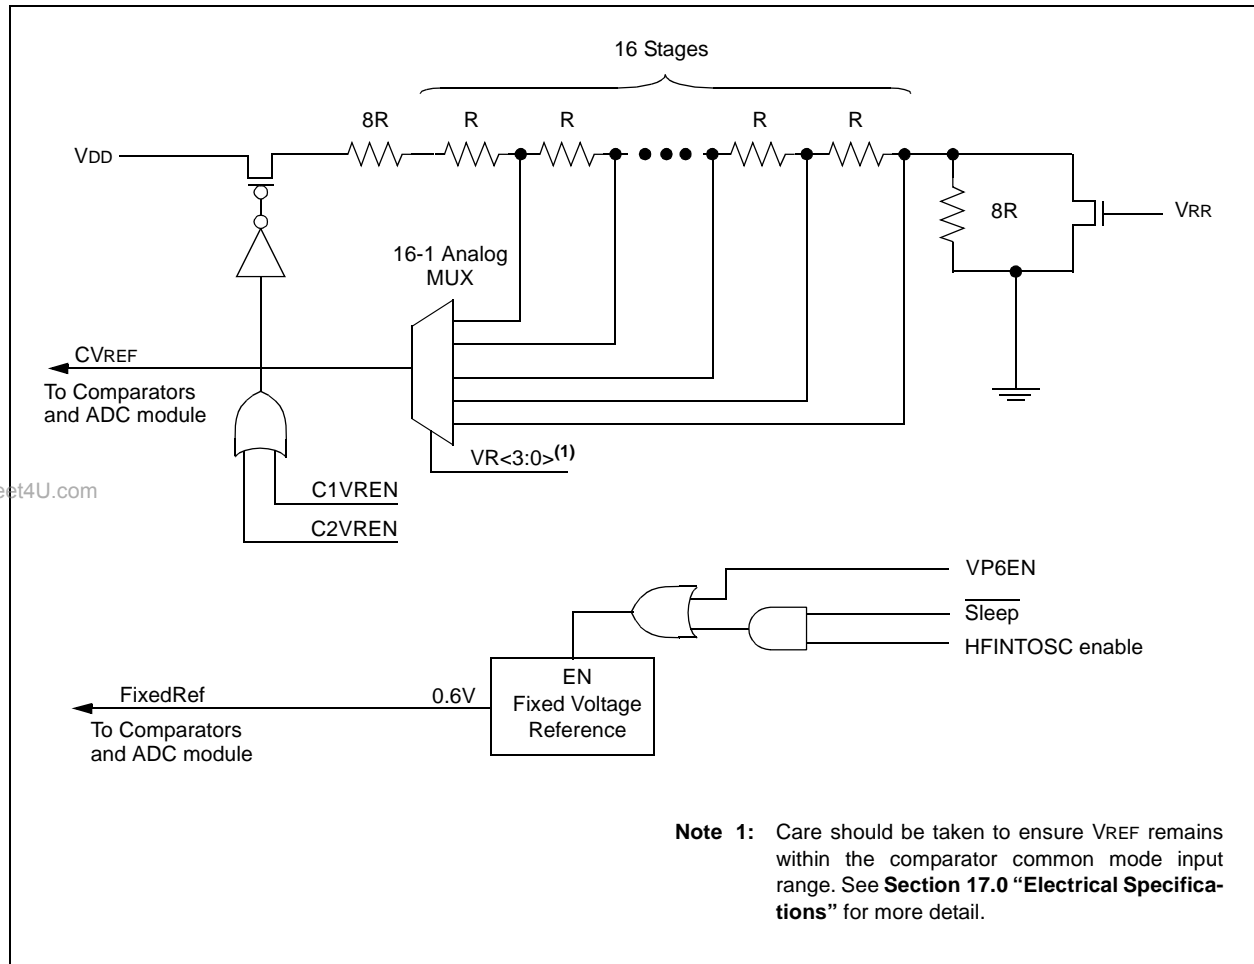 16 Stages
8R R R R R
VDD
8R
VRR
16-1 Analog
MUX
CVREF
To Comparators
and ADC module
VR<3:0>(1)
eet4U.com
C1VREN
C2VREN
VP6EN
Sleep
HFINTOSC enable
EN
FixedRef 0.6V Fixed Voltage
Reference
To Comparators
and ADC module
Note 1: Care should be taken to ensure VREF remains
within the comparator common mode input
range. See Section 17.0 “Electrical Specifica-
tions” for more detail.